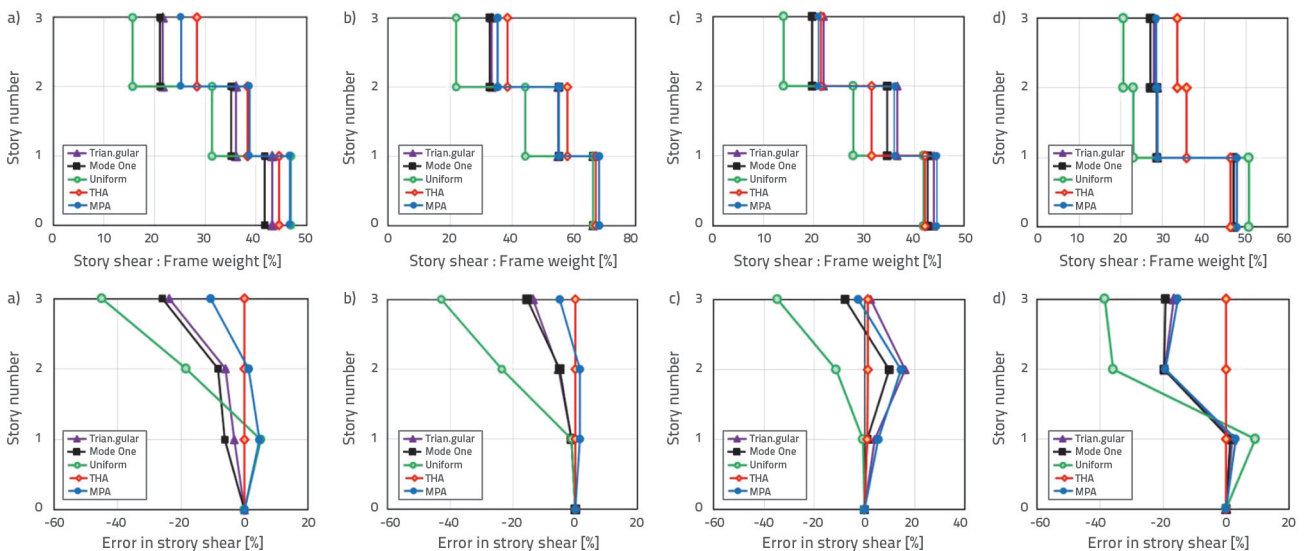 a)
3
2
1
0
Story number
Trian.gular
Mode One
Uniform
THA
MPA
0 10 20 30 40 50
Story shear : Frame weight [%]
b)
3
2
1
0
Story number
Trian.gular
Mode One
Uniform
THA
MPA
0 20 40 60 80
Story shear : Frame weight [%]
c)
3
2
1
0
Story number
Trian.gular
Mode One
Uniform
THA
MPA
0 10 20 30 40 50
Story shear : Frame weight [%]
d)
3
2
1
0
Story number
Trian.gular
Mode One
Uniform
THA
MPA
0 10 20 30 40 50 60
Story shear : Frame weight [%]
a)
3
2
1
0
Story number
Trian.gular
Mode One
Uniform
THA
MPA
-60 -40 -20 0 20
Error in strory shear [%]
b)
3
2
1
0
Story number
Trian.gular
Mode One
Uniform
THA
MPA
-60 -40 -20 0 20
Error in strory shear [%]
c)
3
2
1
0
Story number
Trian.gular
Mode One
Uniform
THA
MPA
-60 -40 -20 0 20 40
Error in strory shear [%]
d)
3
2
1
0
Story number
Trian.gular
Mode One
Uniform
THA
MPA
-60 -40 -20 0 20
Error in strory shear [%]